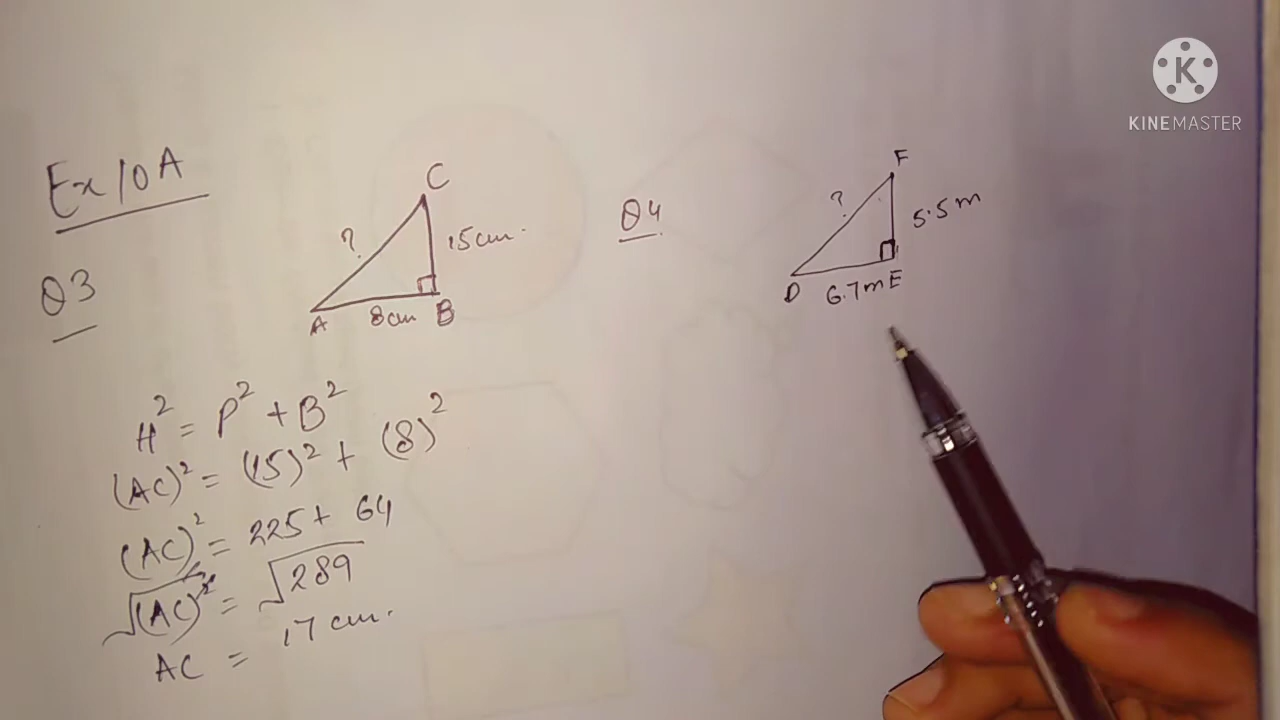 Ex 10A
Q3
C
?
15cm.
A
8cm
B
H² = P² + B²
(AC)² = (15)² + (8)²
(AC)² = 225 + 64
√(AC)² = √289
AC = 17 cm.
Q4
F
?
5.5m
D
6.7m E
K
KINEMASTER